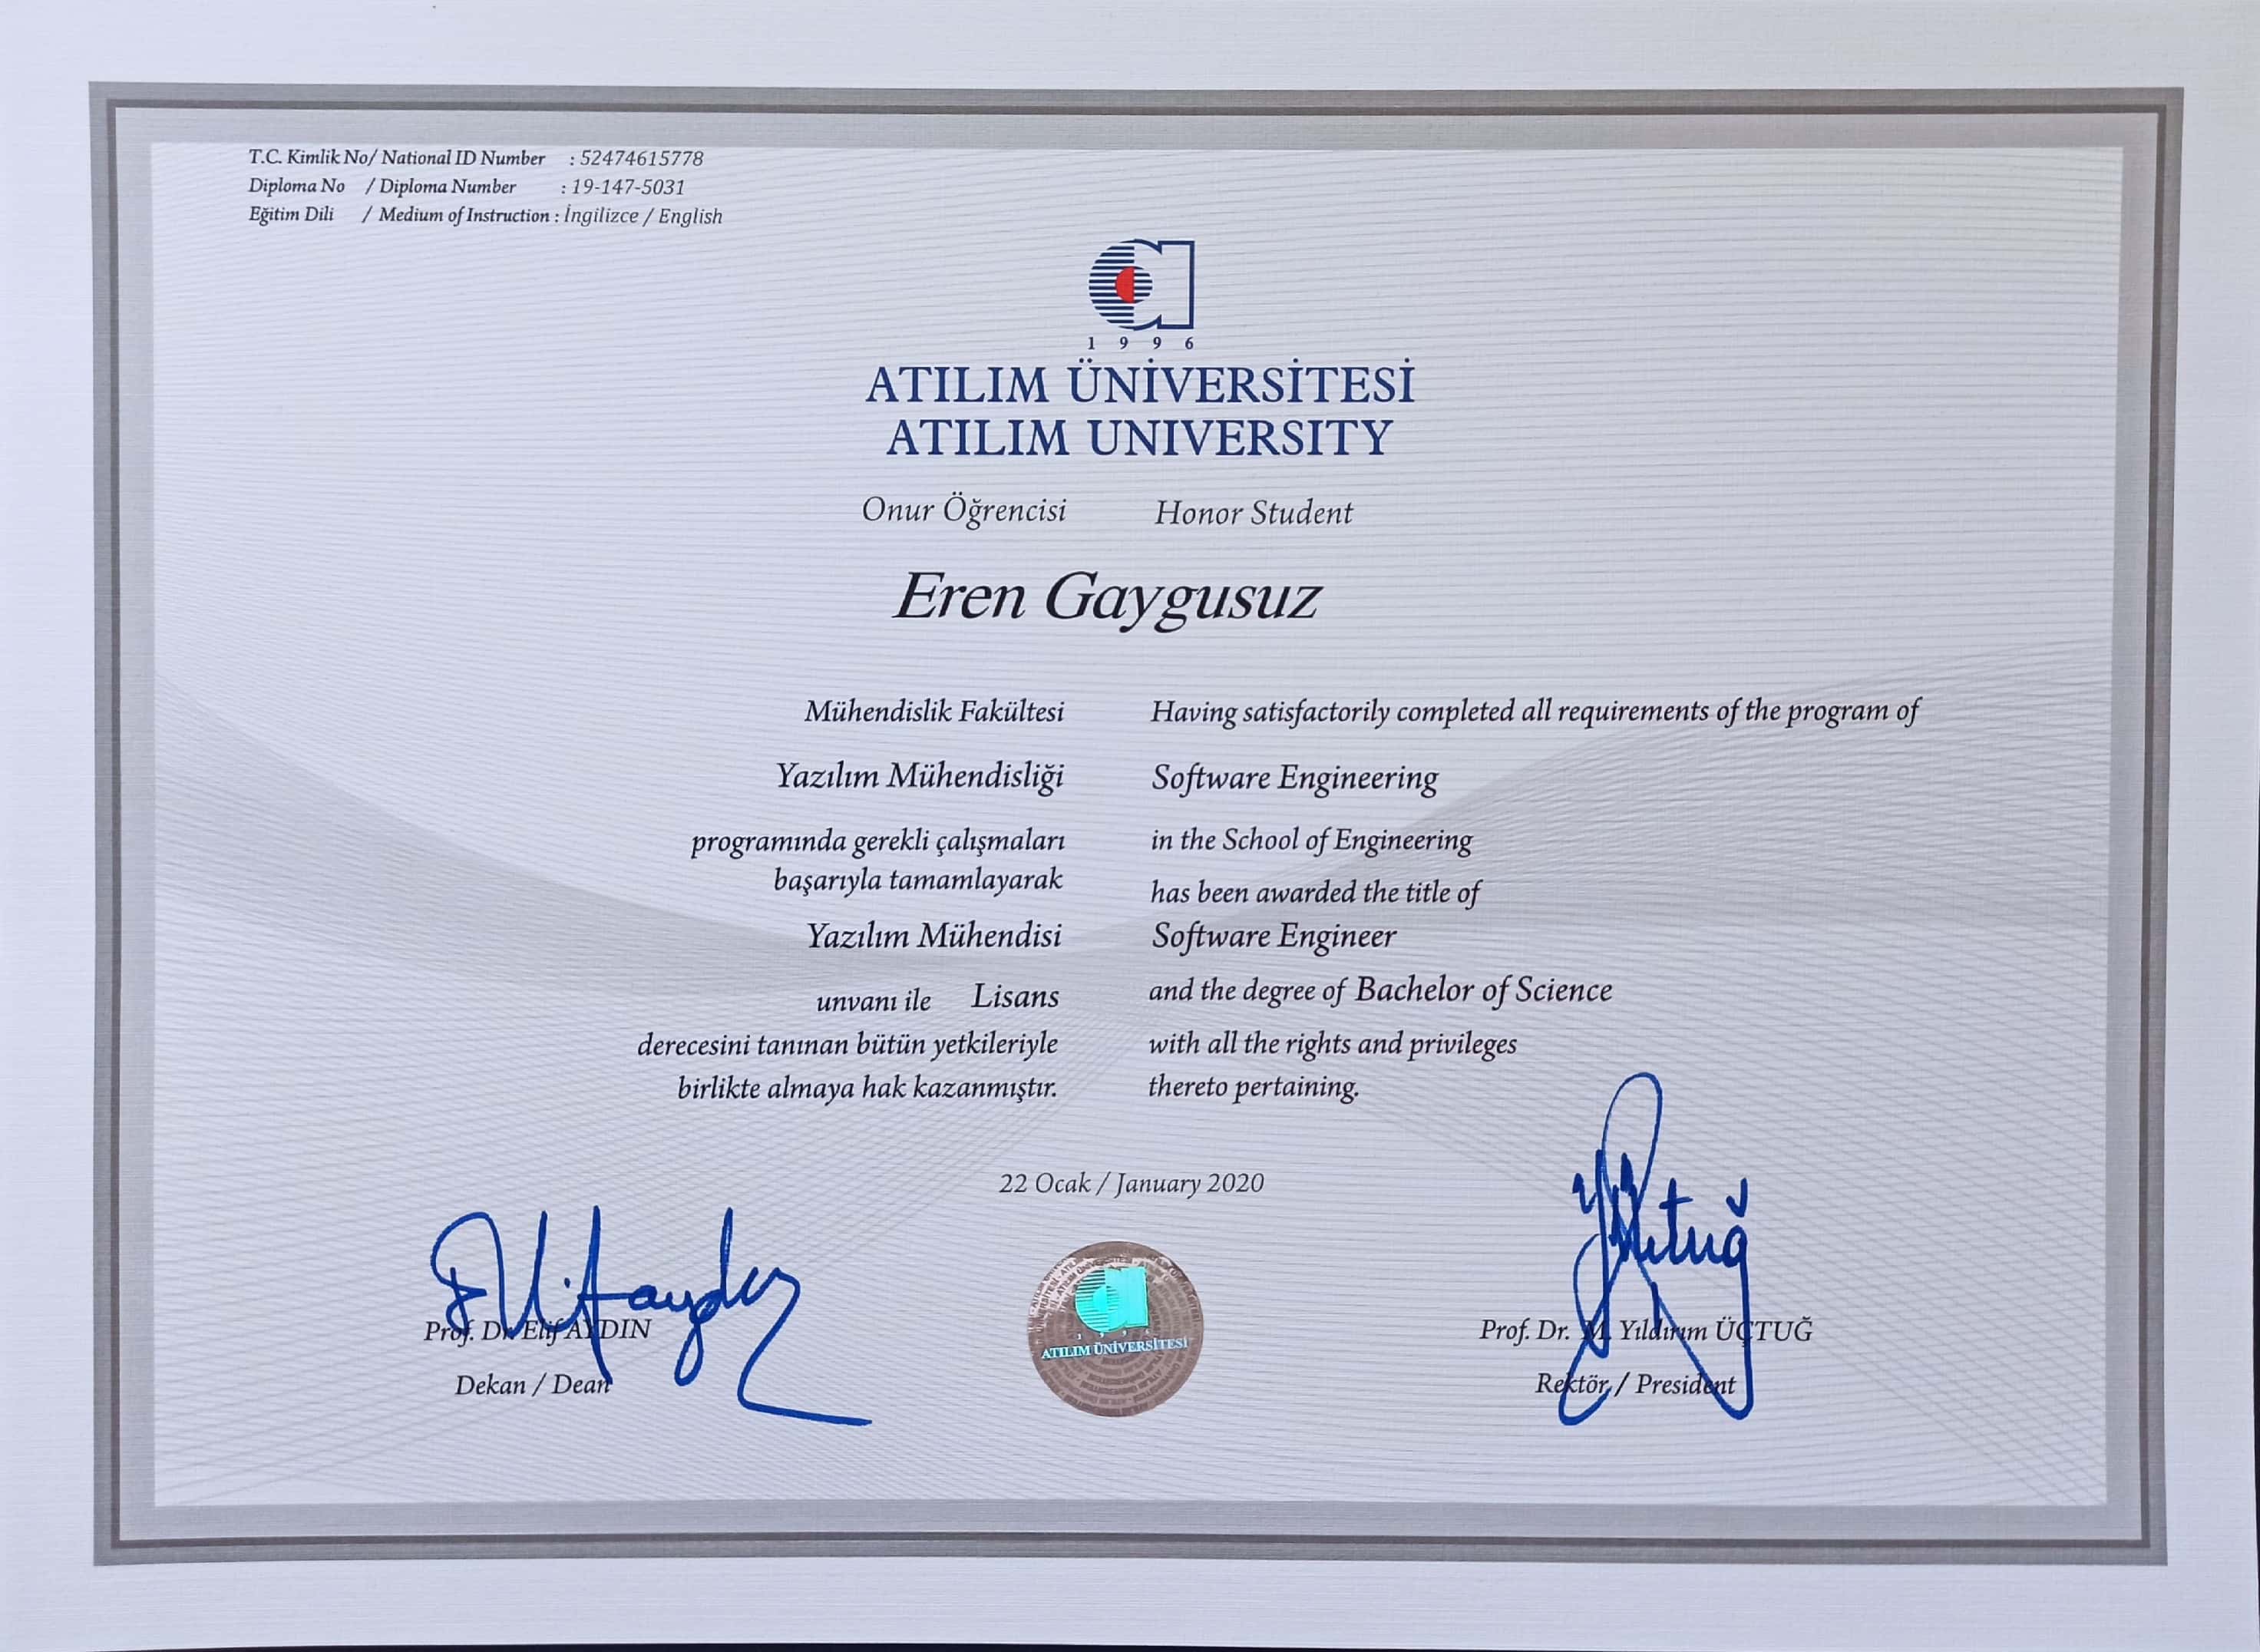 T.C. Kimlik No/ National ID Number : 52474615778
Diploma No / Diploma Number : 19-147-5031
Eğitim Dili / Medium of Instruction : İngilizce / English
1996
ATILIM ÜNİVERSİTESİ
ATILIM UNIVERSITY
Onur Öğrencisi Honor Student
Eren Gaygusuz
Mühendislik Fakültesi
Yazılım Mühendisliği
programında gerekli çalışmaları
başarıyla tamamlayarak
Yazılım Mühendisi
unvanı ile Lisans
derecesini tanınan bütün yetkileriyle
birlikte almaya hak kazanmıştır.
Having satisfactorily completed all requirements of the program of
Software Engineering
in the School of Engineering
has been awarded the title of
Software Engineer
and the degree of Bachelor of Science
with all the rights and privileges
thereto pertaining.
22 Ocak / January 2020
Prof. Dr. Elif AYDIN
Dekan / Dean
1996
ATILIM ÜNİVERSİTESİ
Prof. Dr. M. Yıldırım ÜÇTUĞ
Rektör / President